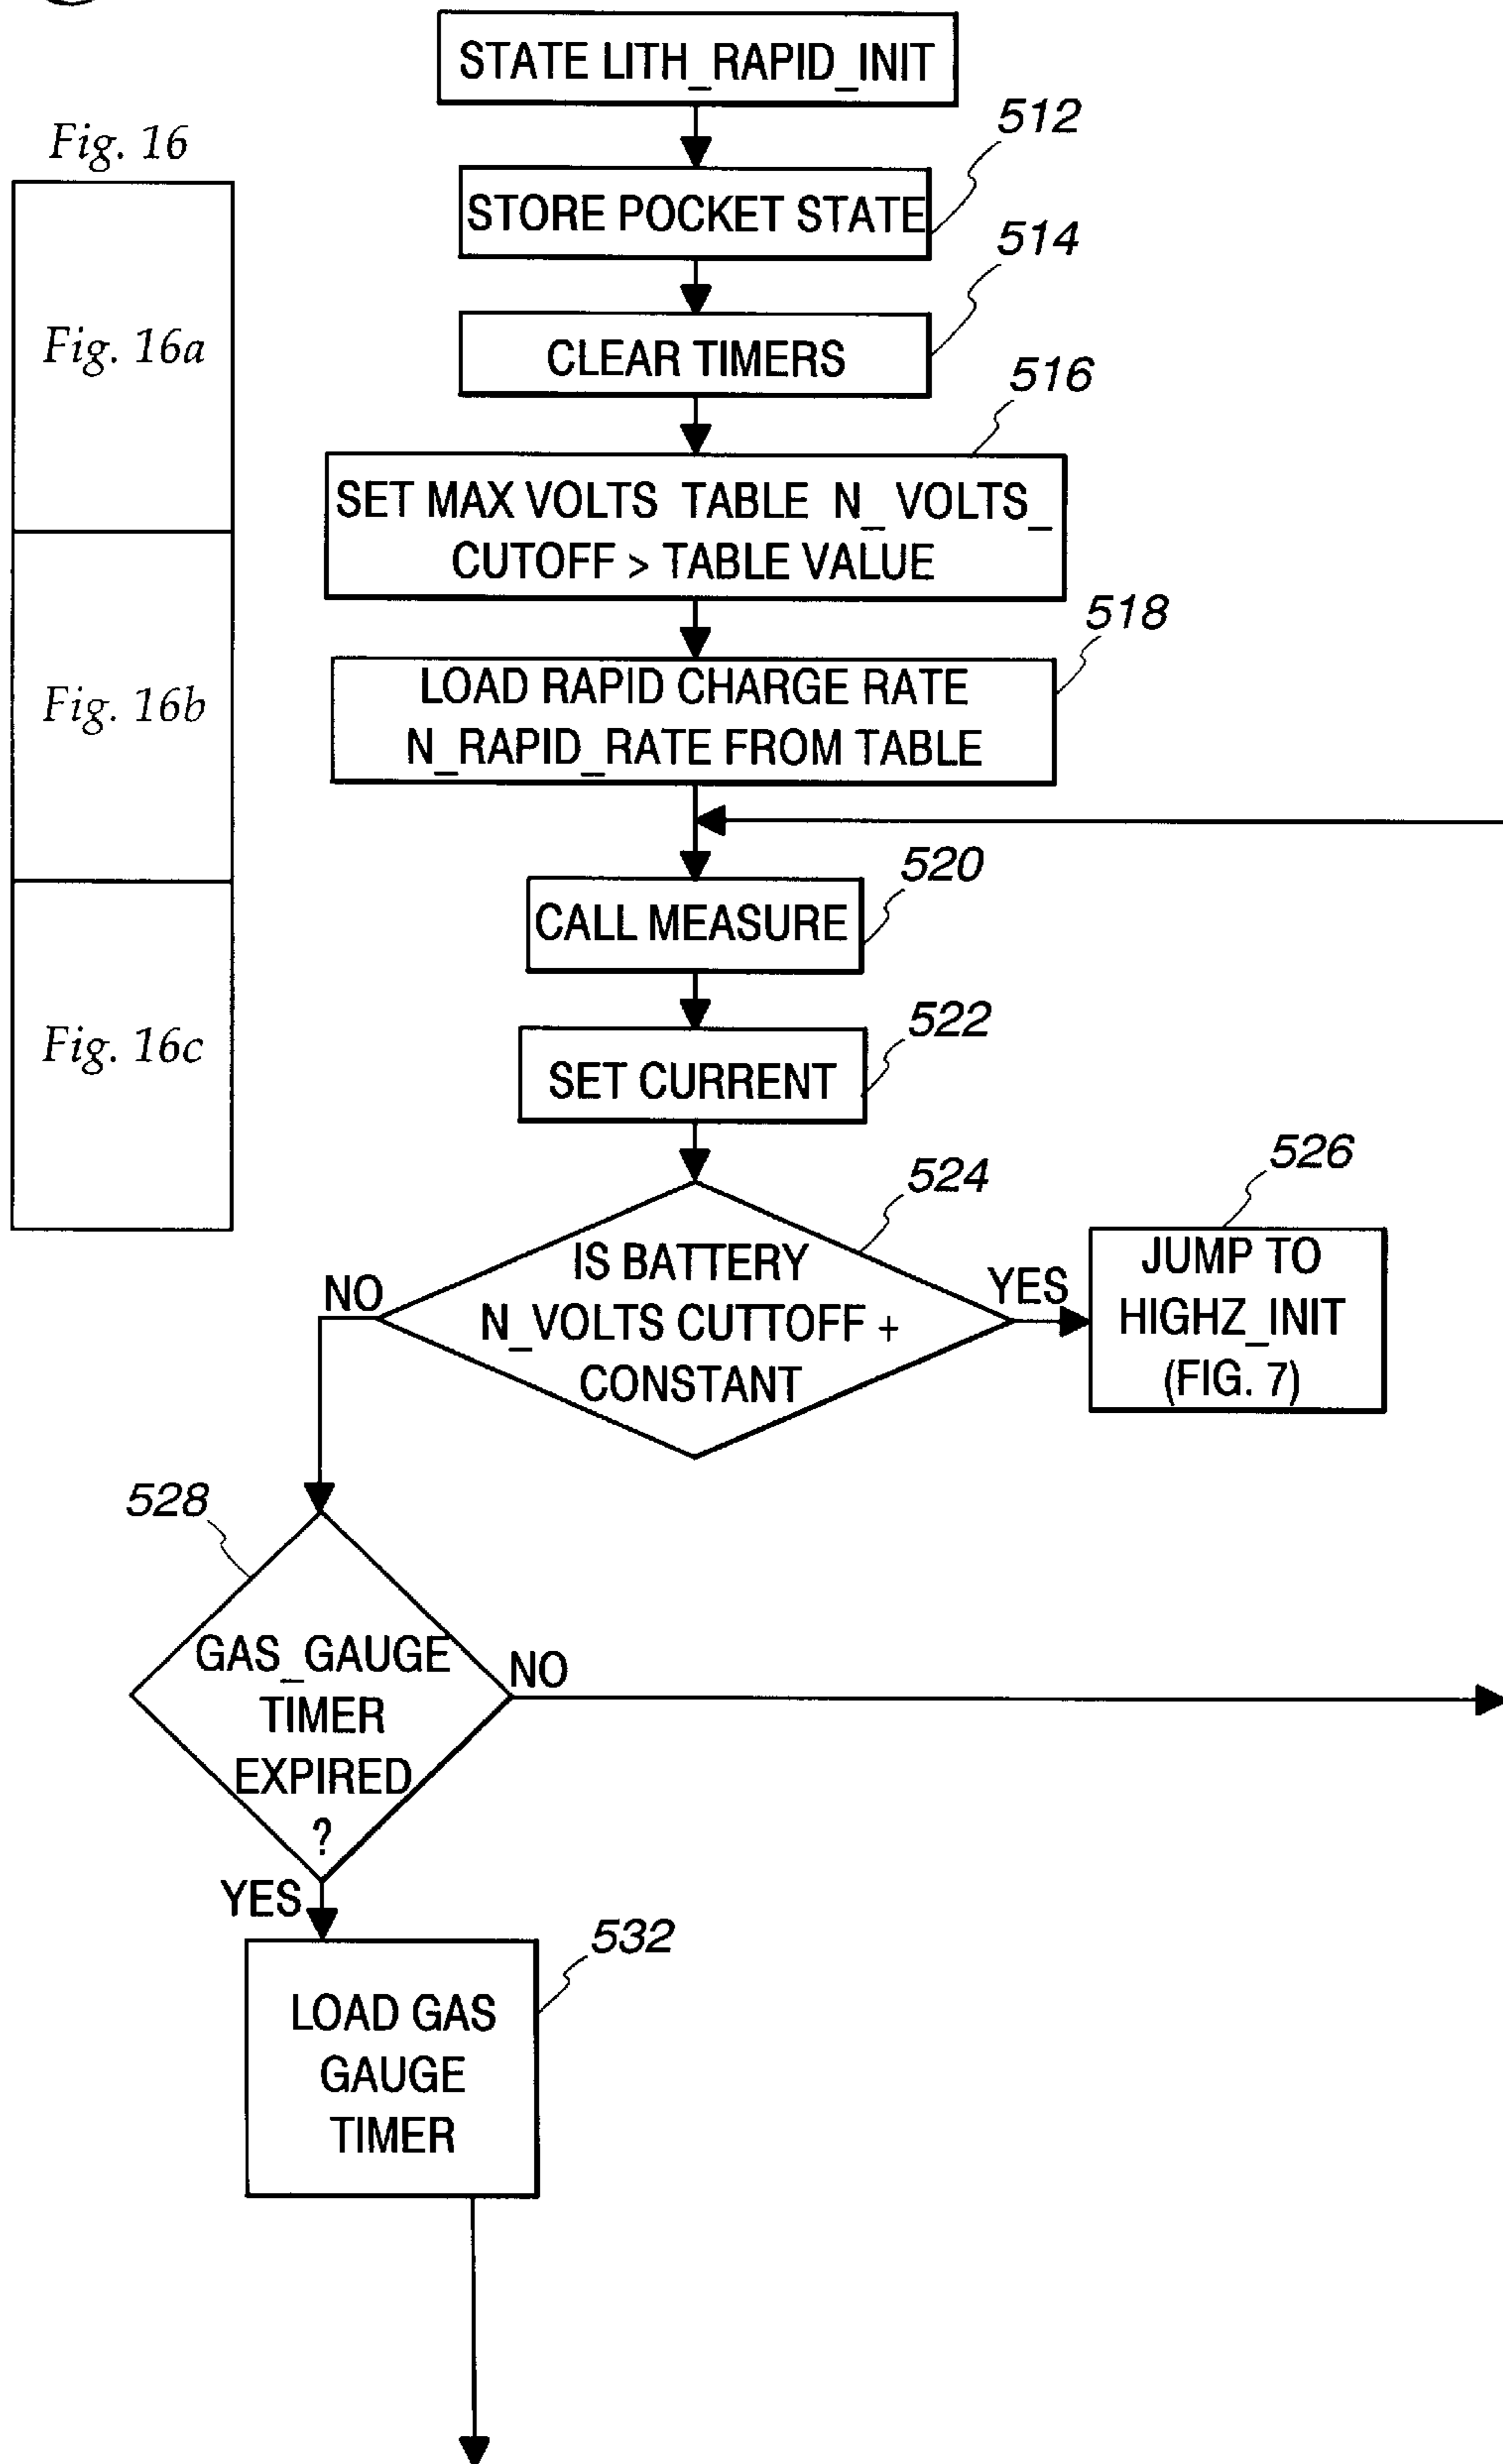 STATE LITH_RAPID_INIT
Fig. 16
Fig. 16a
Fig. 16b
Fig. 16c
512
STORE POCKET STATE
514
CLEAR TIMERS
516
SET MAX VOLTS TABLE N_VOLTS_
CUTOFF > TABLE VALUE
518
LOAD RAPID CHARGE RATE
N_RAPID_RATE FROM TABLE
520
CALL MEASURE
522
SET CURRENT
524
IS BATTERY
N_VOLTS CUTTOFF +
CONSTANT
NO
YES
526
JUMP TO
HIGHZ_INIT
(FIG. 7)
528
GAS_GAUGE
TIMER
EXPIRED
?
NO
YES
532
LOAD GAS
GAUGE
TIMER